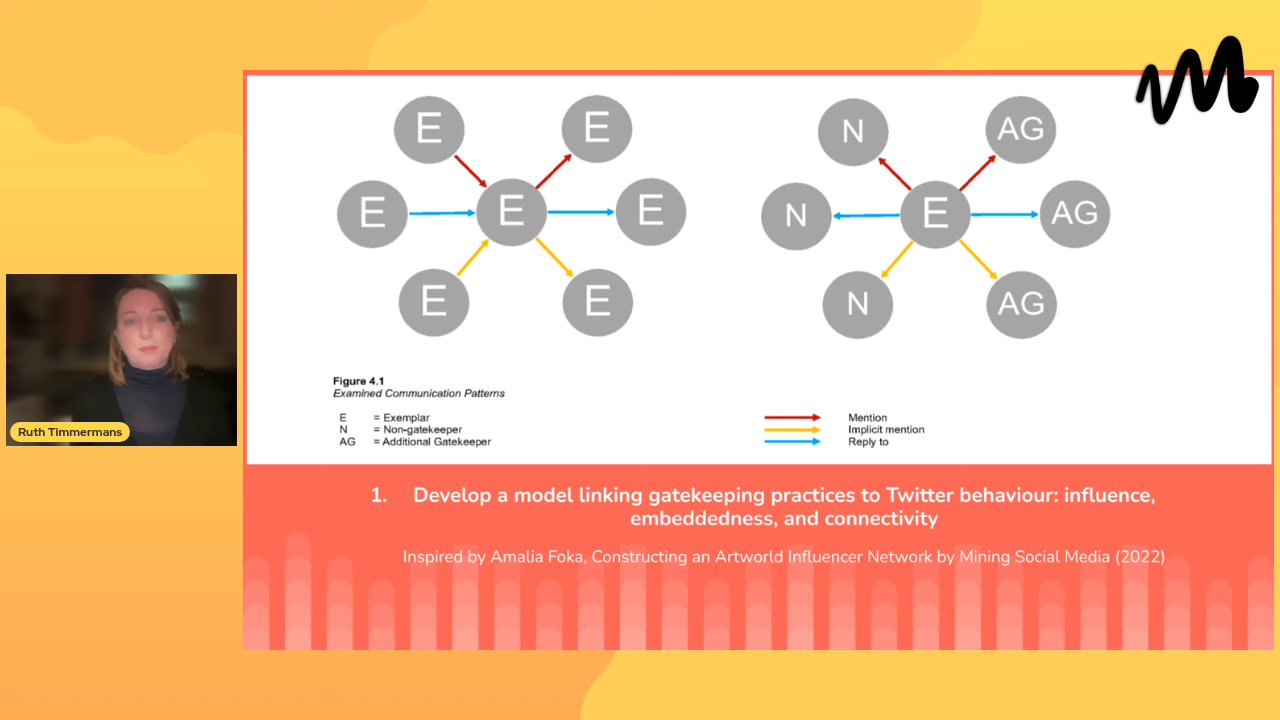 E
E
N
AG
E
E
E
N
E
AG
E
E
N
AG
Figure 4.1
Examined Communication Patterns
E = Exemplar
N = Non-gatekeeper
AG = Additional Gatekeeper
Mention
Implicit mention
Reply to
Ruth Timmermans
1. Develop a model linking gatekeeping practices to Twitter behaviour: influence,
embeddedness, and connectivity
Inspired by Amalia Foka, Constructing an Artworld Influencer Network by Mining Social Media (2022)